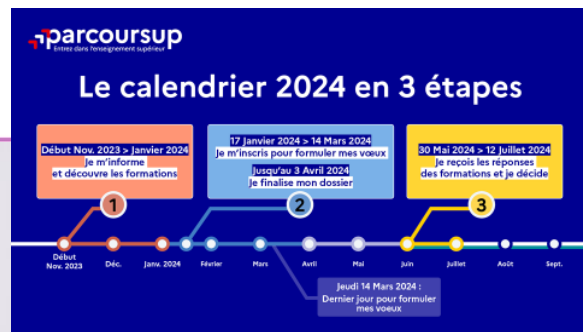 parcoursup
Entrez dans l'enseignement supérieur
Le calendrier 2024 en 3 étapes
Début Nov. 2023 > Janvier 2024
Je m'informe
et découvre les formations
17 Janvier 2024 > 14 Mars 2024
Je m'inscris pour formuler mes vœux
Jusqu'au 3 Avril 2024
Je finalise mon dossier
30 Mai 2024 > 12 Juillet 2024
Je reçois les réponses
des formations et je décide
1
2
3
Début
Nov. 2023
Déc.
Janv. 2024
Février
Mars
Avril
Mai
Juin
Juillet
Août
Sept.
Jeudi 14 Mars 2024 :
Dernier jour pour formuler
mes voeux